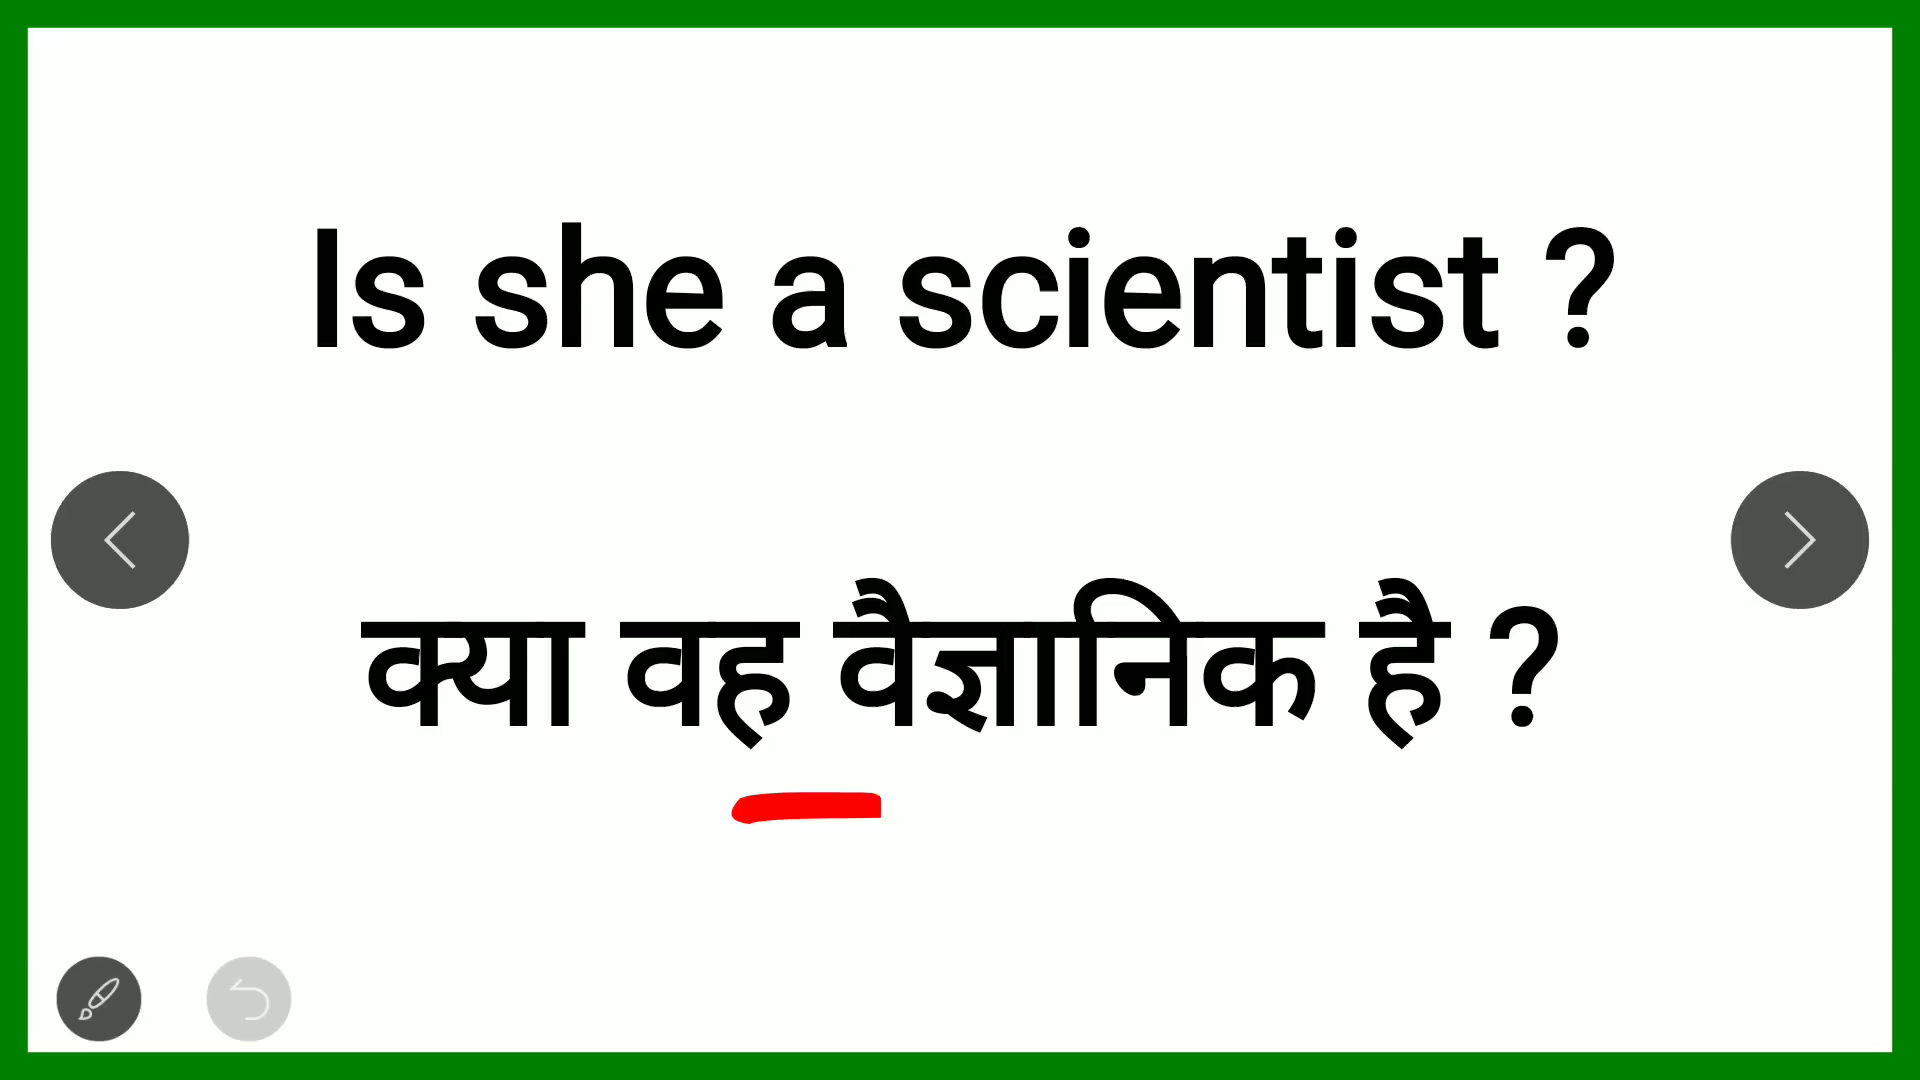 Is she a scientist ?
क्या वह वैज्ञानिक है ?